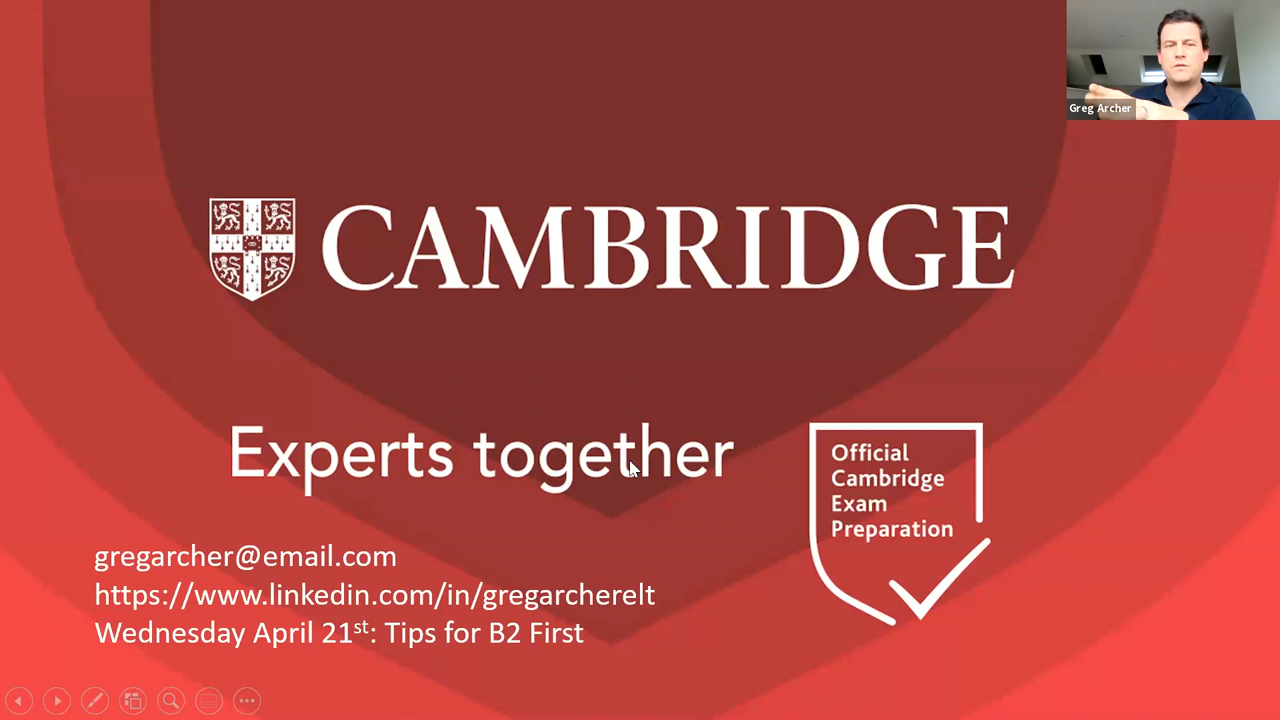 Greg Archer
CAMBRIDGE
Experts together
Official
Cambridge
Exam
Preparation
gregarcher@email.com
https://www.linkedin.com/in/gregarcherelt
Wednesday April 21st: Tips for B2 First